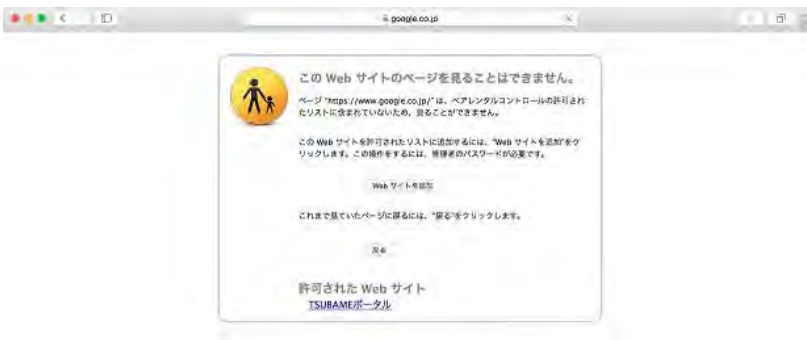 google.co.jp
この Web サイトのページを見ることはできません。
ページ "https://www.google.co.jp/" は、ペアレンタルコントロールの許可され
たリストに含まれていないため、見ることができません。
この Web サイトを許可されたリストに追加するには、"Web サイトを追加"をク
リックします。この操作をするには、管理者のパスワードが必要です。
Web サイトを追加
これまで見ていたページに戻るには、"戻る"をクリックします。
戻る
許可された Web サイト
TSUBAMEポータル